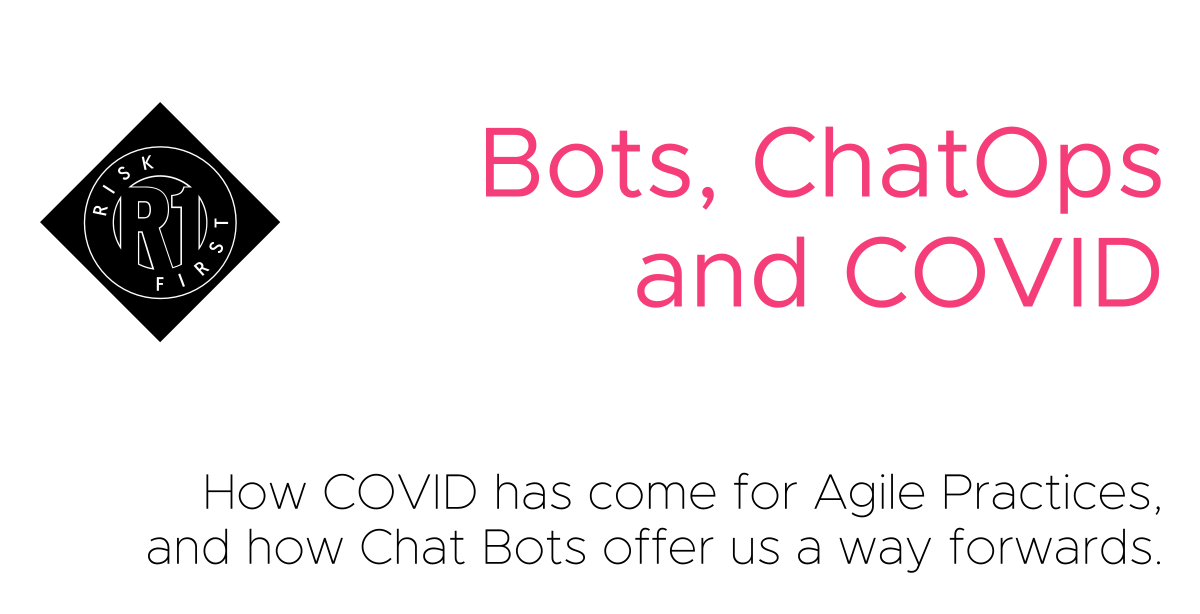 RISK
R1
FIRST
Bots, ChatOps
and COVID
How COVID has come for Agile Practices,
and how Chat Bots offer us a way forwards.